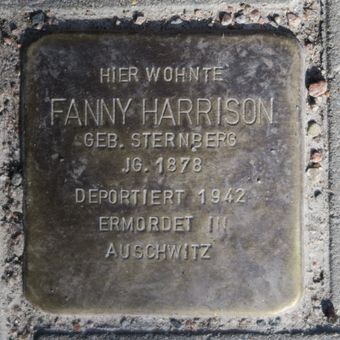 HIER WOHNTE
FANNY HARRISON
GEB. STERNBERG
JG. 1878
DEPORTIERT 1942
ERMORDET IN
AUSCHWITZ